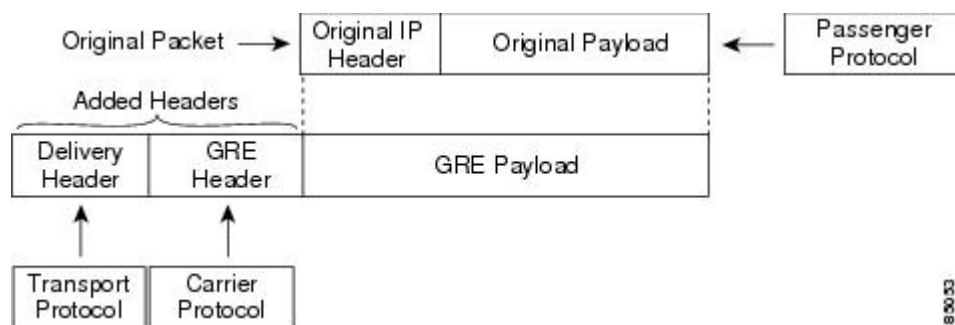 Original Packet
Original IP
Header
Original Payload
Passenger
Protocol
Added Headers
Delivery
Header
GRE
Header
GRE Payload
Transport
Protocol
Carrier
Protocol
85053